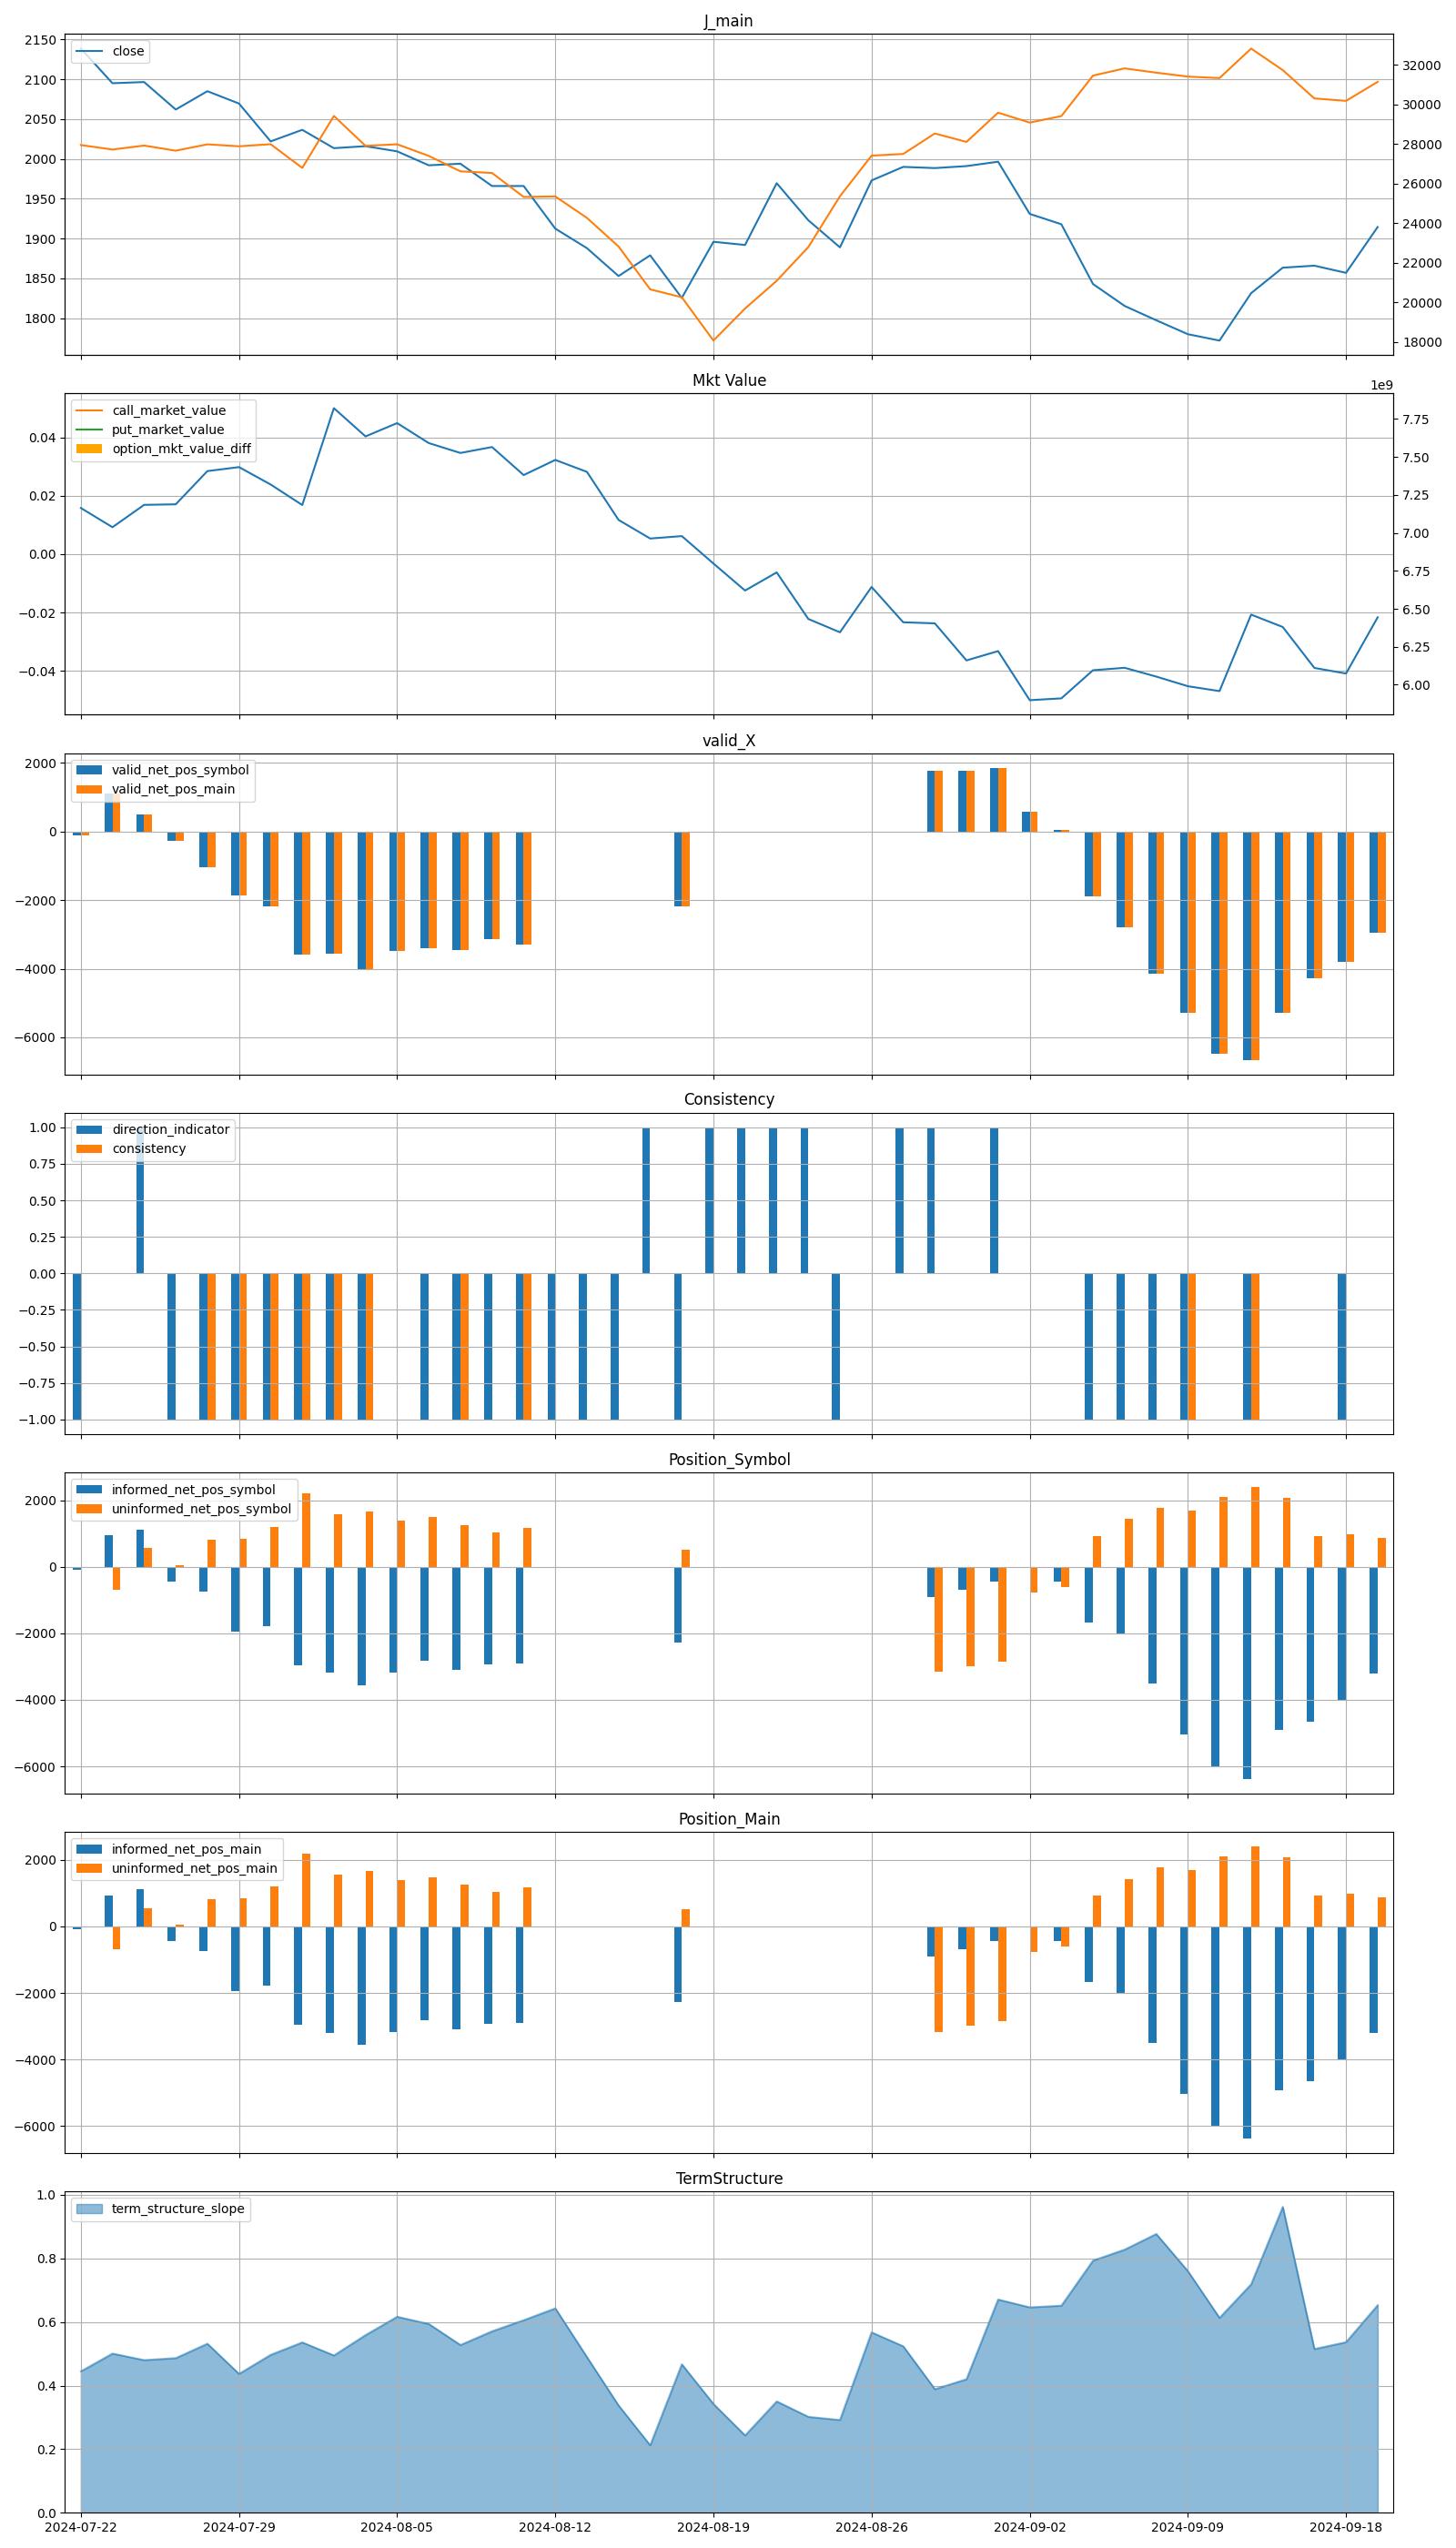 J_main
close
2150
2100
2050
2000
1950
1900
1850
1800
32000
30000
28000
26000
24000
22000
20000
18000
Mkt Value
1e9
call_market_value
put_market_value
option_mkt_value_diff
0.04
0.02
0.00
−0.02
−0.04
7.75
7.50
7.25
7.00
6.75
6.50
6.25
6.00
valid_X
valid_net_pos_symbol
valid_net_pos_main
2000
0
−2000
−4000
−6000
Consistency
direction_indicator
consistency
1.00
0.75
0.50
0.25
0.00
−0.25
−0.50
−0.75
−1.00
Position_Symbol
informed_net_pos_symbol
uninformed_net_pos_symbol
2000
0
−2000
−4000
−6000
Position_Main
informed_net_pos_main
uninformed_net_pos_main
2000
0
−2000
−4000
−6000
TermStructure
term_structure_slope
1.0
0.8
0.6
0.4
0.2
0.0
2024-07-22 2024-07-29 2024-08-05 2024-08-12 2024-08-19 2024-08-26 2024-09-02 2024-09-09 2024-09-18